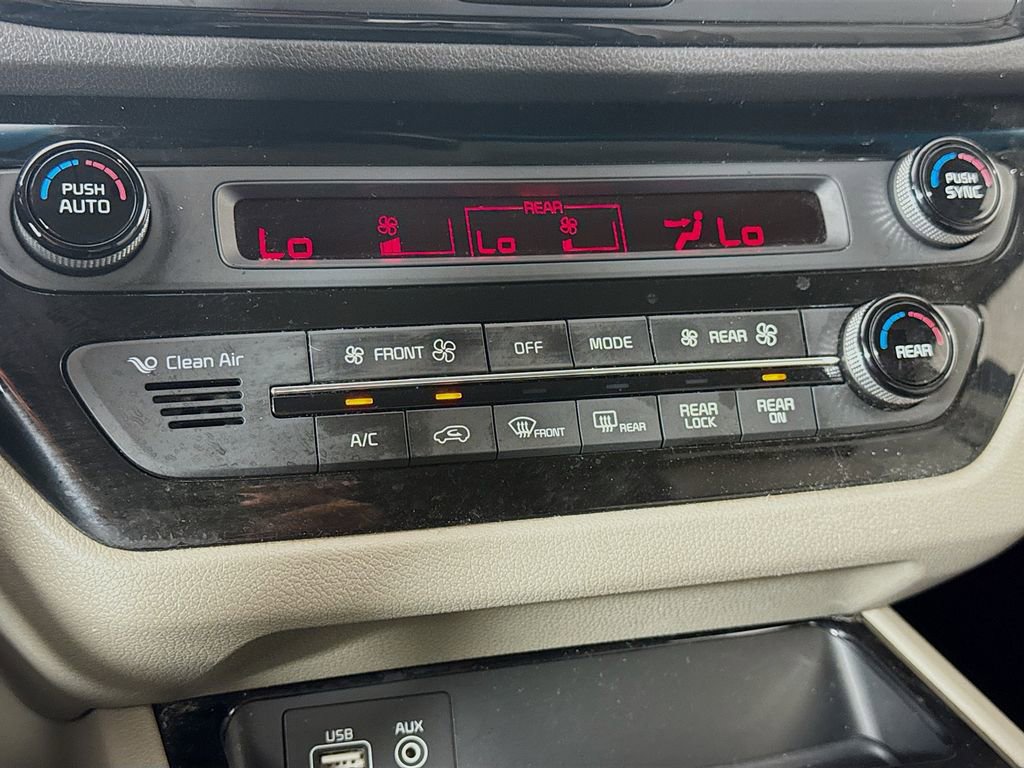 PUSH
AUTO
REAR
Lo
Lo
Lo
PUSH
SYNC
Clean Air
FRONT
OFF
MODE
REAR
REAR
A/C
FRONT
REAR
REAR
LOCK
REAR
ON
USB
AUX